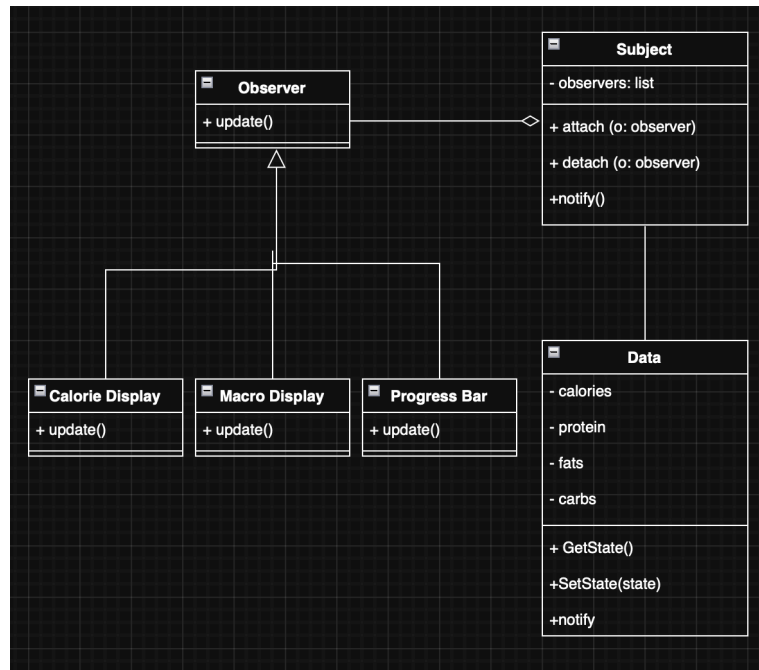 Observer
+ update()
Subject
- observers: list
+ attach (o: observer)
+ detach (o: observer)
+notify()
Calorie Display
+ update()
Macro Display
+ update()
Progress Bar
+ update()
Data
- calories
- protein
- fats
- carbs
+ GetState()
+SetState(state)
+notify